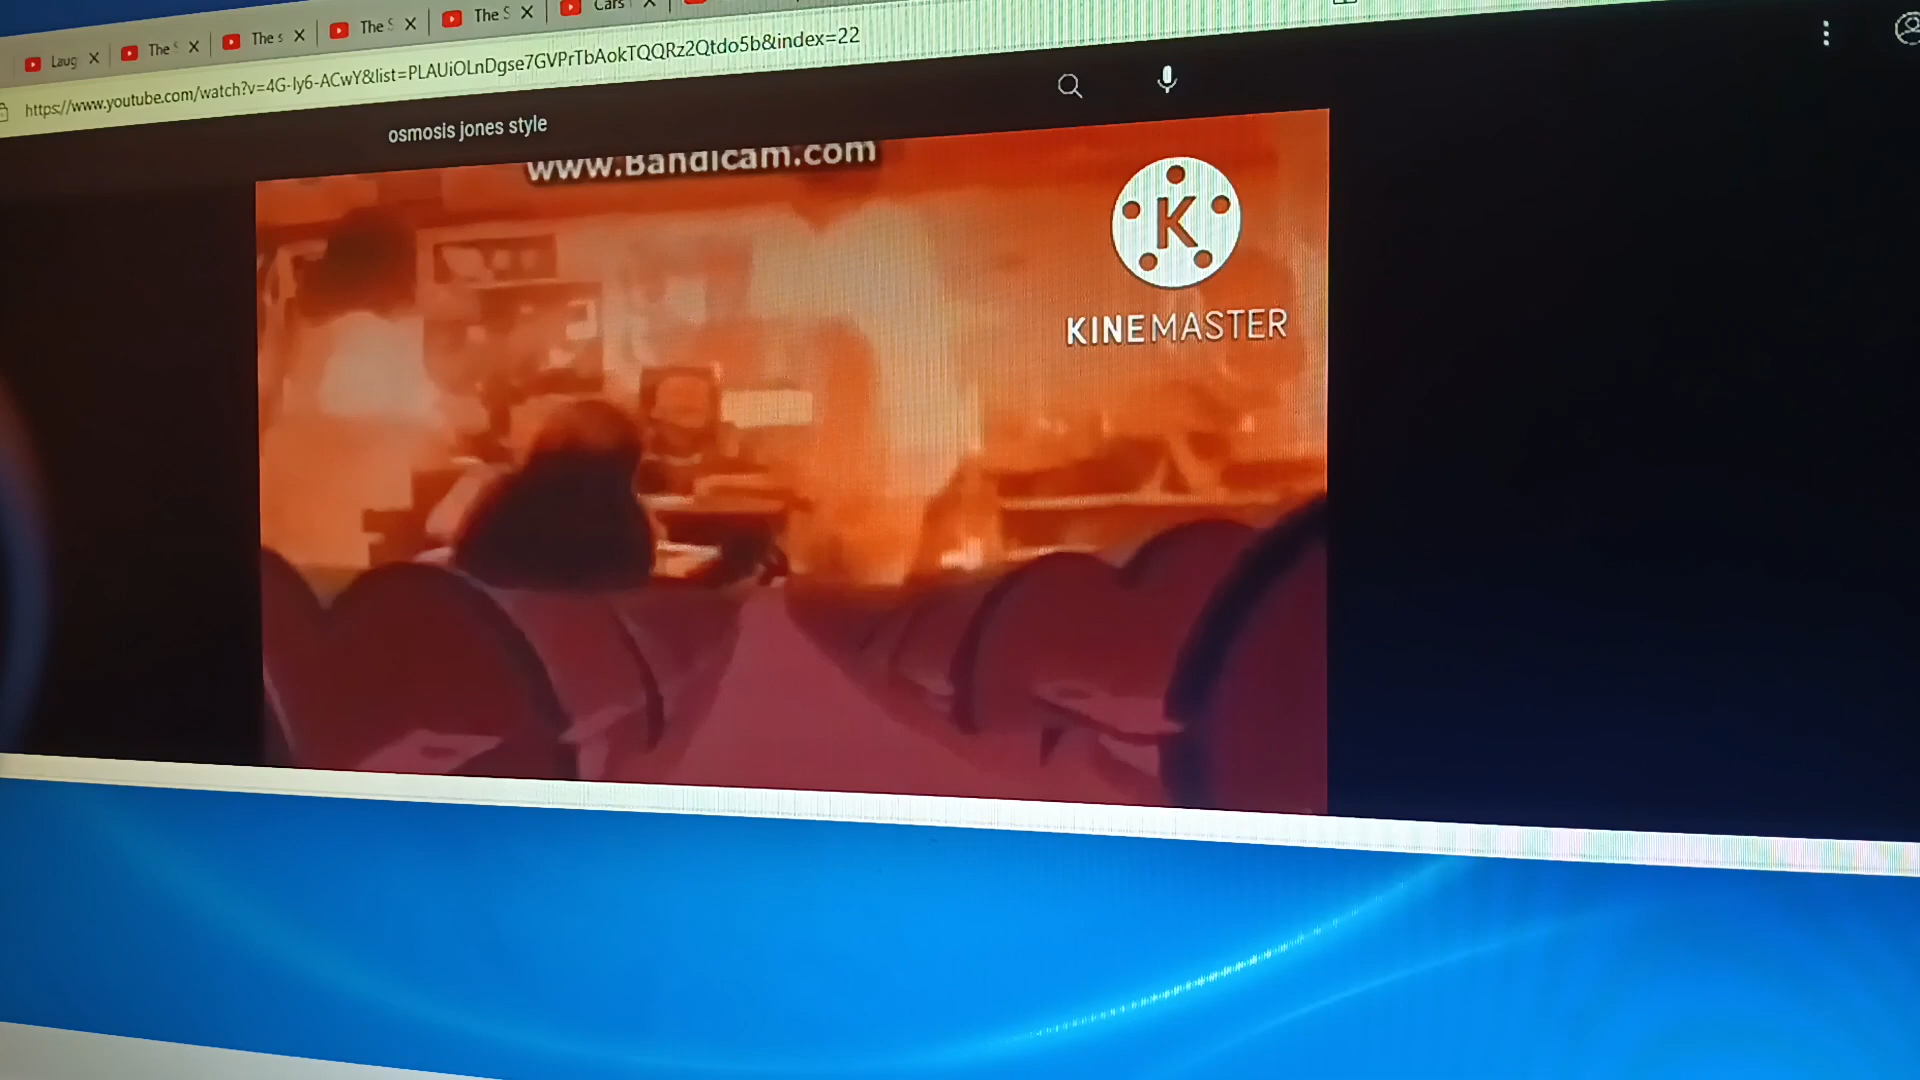 Laug
The S
The s
The S
The S
Cars
https://www.youtube.com/watch?v=4G-ly6-ACwY&list=PLAUiOLnDgse7GVPrTbAokTQQRz2Qtdo5b&index=22
osmosis jones style
www.Bandicam.com
K
KINEMASTER